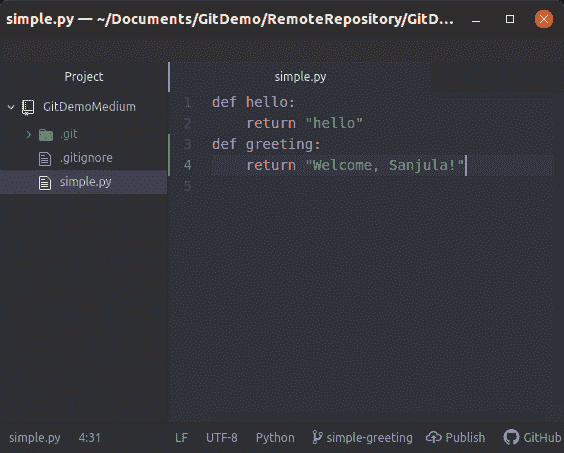 simple.py — ~/Documents/GitDemo/RemoteRepository/GitD...
Project
GitDemoMedium
.git
.gitignore
simple.py
simple.py
1 def hello:
2 return "hello"
3 def greeting:
4 return "Welcome, Sanjula!"
5
simple.py 4:31 LF UTF-8 Python simple-greeting Publish GitHub